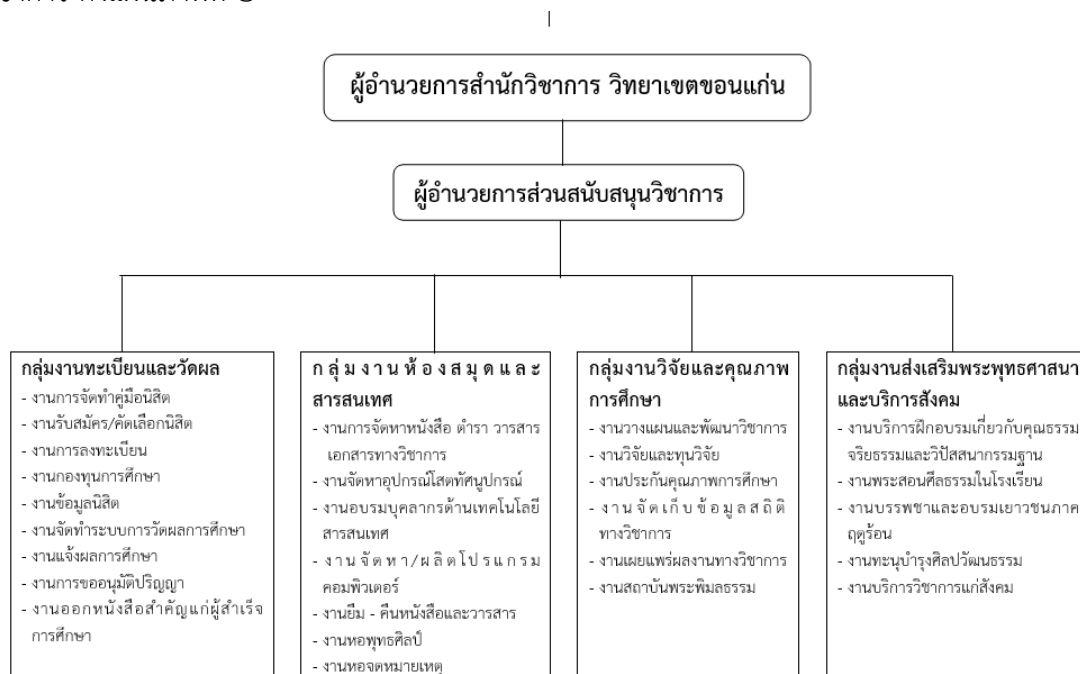 ผู้อำนวยการสำนักวิชาการ วิทยาเขตขอนแก่น
ผู้อำนวยการส่วนสนับสนุนวิชาการ
กลุ่มงานทะเบียนและวัดผล
- งานการจัดทำคู่มือนิสิต
- งานรับสมัคร/คัดเลือกนิสิต
- งานการลงทะเบียน
- งานกองทุนการศึกษา
- งานข้อมูลนิสิต
- งานจัดทำระบบการวัดผลการศึกษา
- งานแจ้งผลการศึกษา
- งานการขออนุมัติปริญญา
- งานออกหนังสือสำคัญแก่ผู้สำเร็จ
การศึกษา
กลุ่มงานห้องสมุดและ
สารสนเทศ
- งานการจัดหาหนังสือ ตำรา วารสาร
เอกสารทางวิชาการ
- งานจัดหาอุปกรณ์โสตทัศนูปกรณ์
- งานอบรมบุคลากรด้านเทคโนโลยี
สารสนเทศ
- งานจัดหา/ผลิตโปรแกรม
คอมพิวเตอร์
- งานยืม - คืนหนังสือและวารสาร
- งานหอพุทธศิลป์
- งานหอจดหมายเหตุ
กลุ่มงานวิจัยและคุณภาพ
การศึกษา
- งานวางแผนและพัฒนาวิชาการ
- งานวิจัยและทุนวิจัย
- งานประกันคุณภาพการศึกษา
- งานจัดเก็บข้อมูลสถิติ
ทางวิชาการ
- งานเผยแพร่ผลงานทางวิชาการ
- งานสถาบันพระพิมลธรรม
กลุ่มงานส่งเสริมพระพุทธศาสนา
และบริการสังคม
- งานบริการฝึกอบรมเกี่ยวกับคุณธรรม
จริยธรรมและวิปัสสนากรรมฐาน
- งานพระสอนศีลธรรมในโรงเรียน
- งานบรรพชาและอบรมเยาวชนภาค
ฤดูร้อน
- งานทะนุบำรุงศิลปวัฒนธรรม
- งานบริการวิชาการแก่สังคม